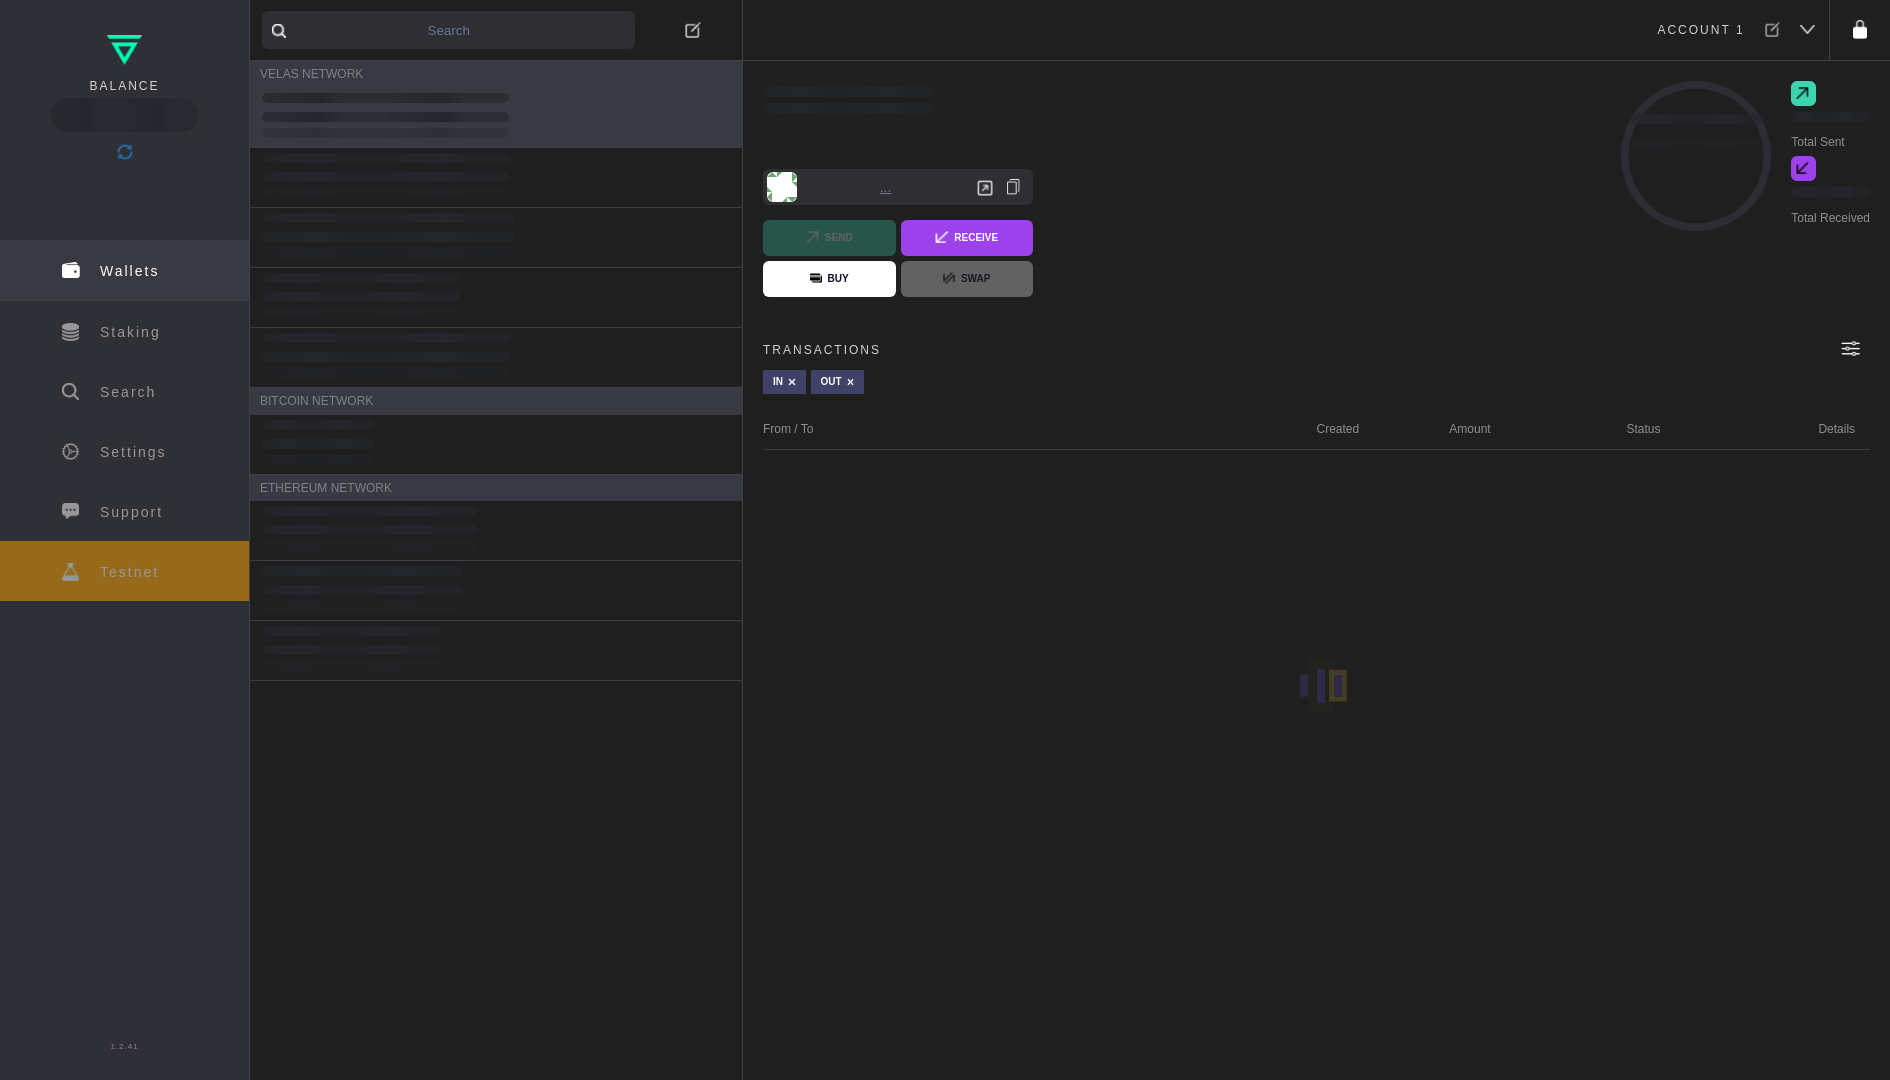 BALANCE
Wallets
Staking
Search
Settings
Support
Testnet
1.2.41
Search
VELAS NETWORK
BITCOIN NETWORK
ETHEREUM NETWORK
ACCOUNT 1
Total Sent
Total Received
...
SEND
RECEIVE
BUY
SWAP
TRANSACTIONS
IN ×
OUT ×
From / To Created Amount Status Details